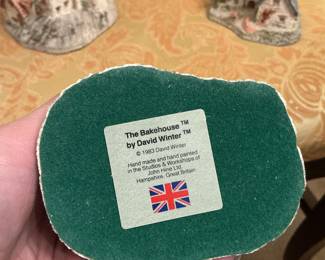 The Bakehouse ™
by David Winter ™
© 1983 David Winter
Hand made and hand painted
in the Studios & Workshops of
John Hine Ltd.
Hampshire, Great Britain